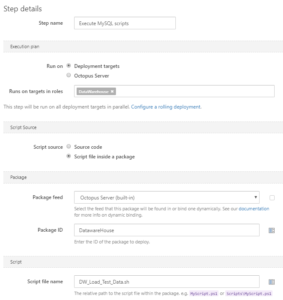 Step details
Step name
Execute MySQL scripts
Execution plan
Run on
Deployment targets
Octopus Server
Runs on targets in roles
This step will be run on all deployment targets in parallel. Configure a rolling deployment.
Script Source
Script source
Source code
Script file inside a package
Package
Package feed
Octopus Server (built-in)
Select the feed that this package will be found in or bind one dynamically. See our documentation
for more info on dynamic binding.
Package ID
DatawareHouse
Enter the ID of the package to deploy.
Script
Script file name
DW_Load_Test_Data.sh
The relative path to the script file within the package. e.g. MyScript.ps1 or Scripts\MyScript.ps1